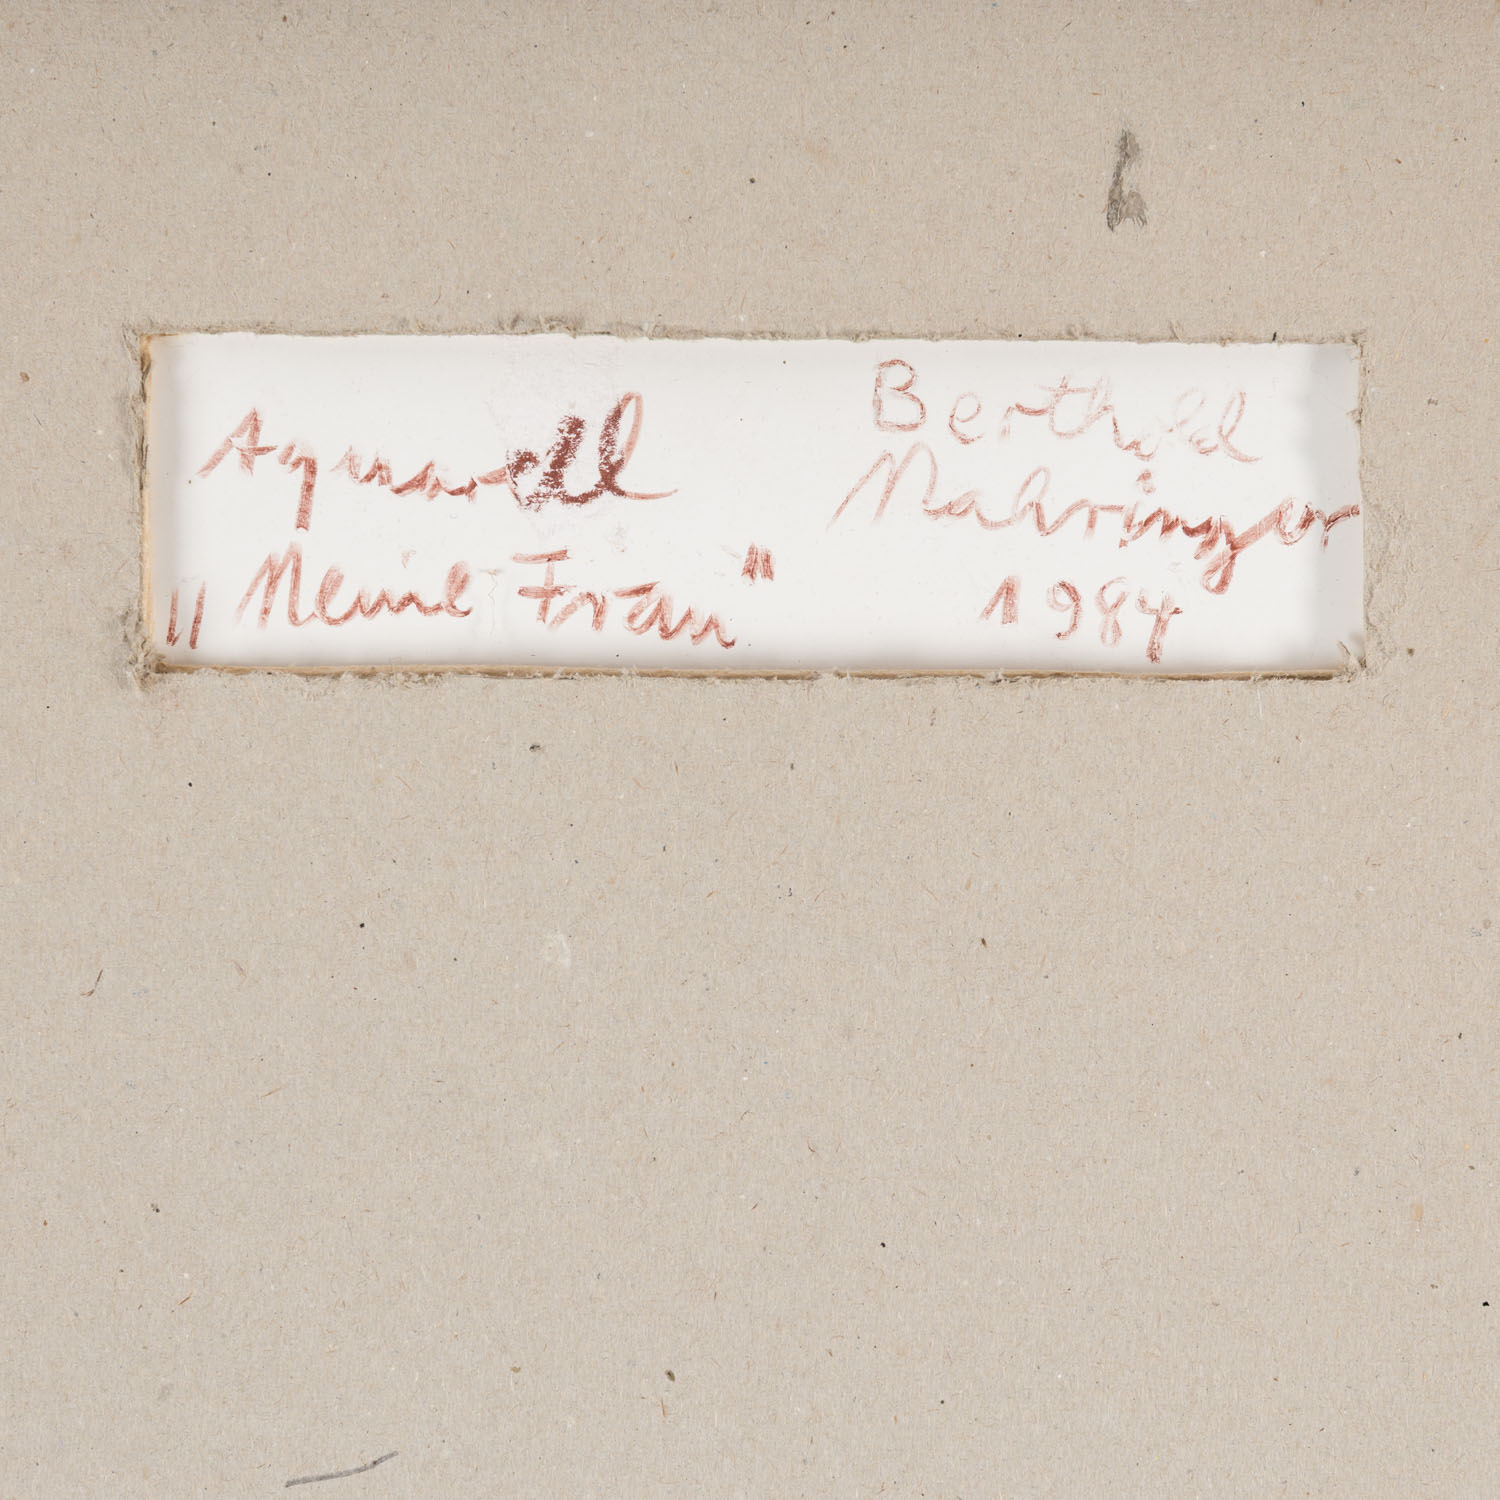 Aquarell
„Meine Frau"
Berthold
Mahringer
1984